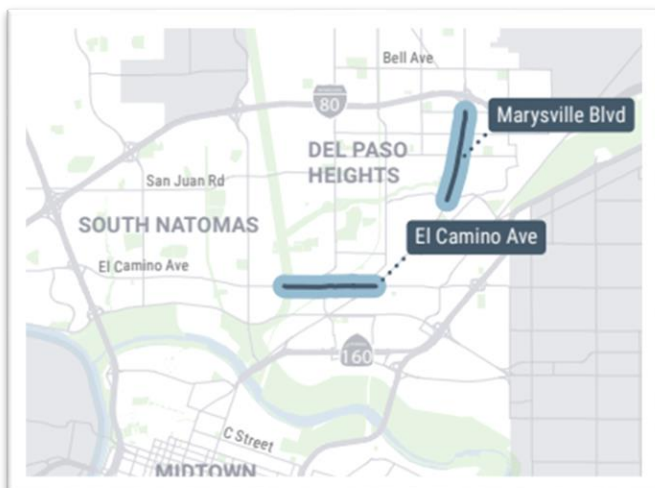 Bell Ave
80
Marysville Blvd
DEL PASO
HEIGHTS
San Juan Rd
SOUTH NATOMAS
El Camino Ave
El Camino Ave
160
C Street
MIDTOWN